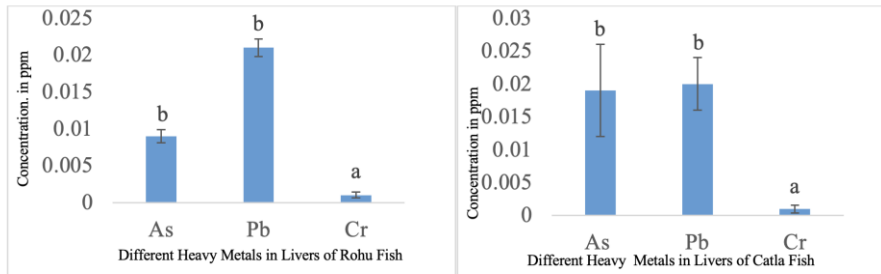 0.025
0.02
0.015
0.01
0.005
0
Concentration. in ppm
b
b
a
As Pb Cr
Different Heavy Metals in Livers of Rohu Fish
0.03
0.025
0.02
0.015
0.01
0.005
0
Concentration in ppm
b
b
a
As Pb Cr
Different Heavy Metals in Livers of Catla Fish